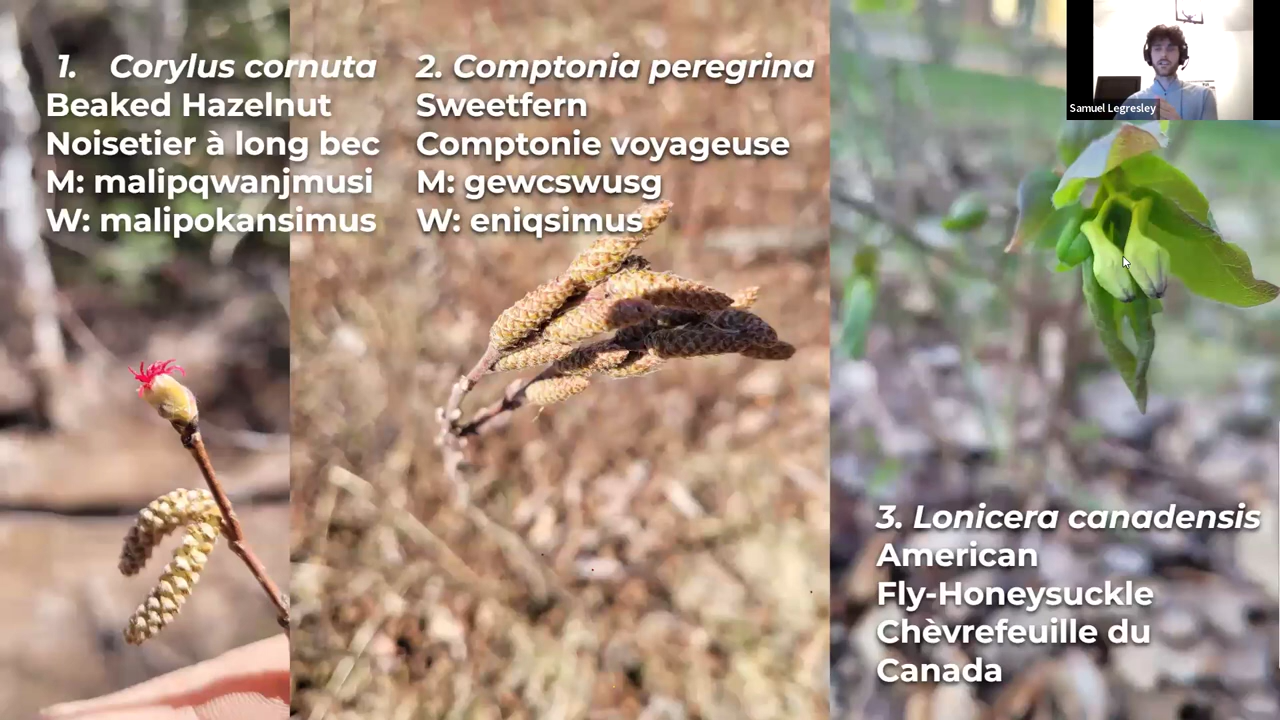 1. Corylus cornuta
Beaked Hazelnut
Noisetier à long bec
M: malipqwanjmusi
W: malipokansimus
2. Comptonia peregrina
Sweetfern
Comptonie voyageuse
M: gewcswusg
W: eniqsimus
Samuel Legresley
3. Lonicera canadensis
American
Fly-Honeysuckle
Chèvrefeuille du
Canada